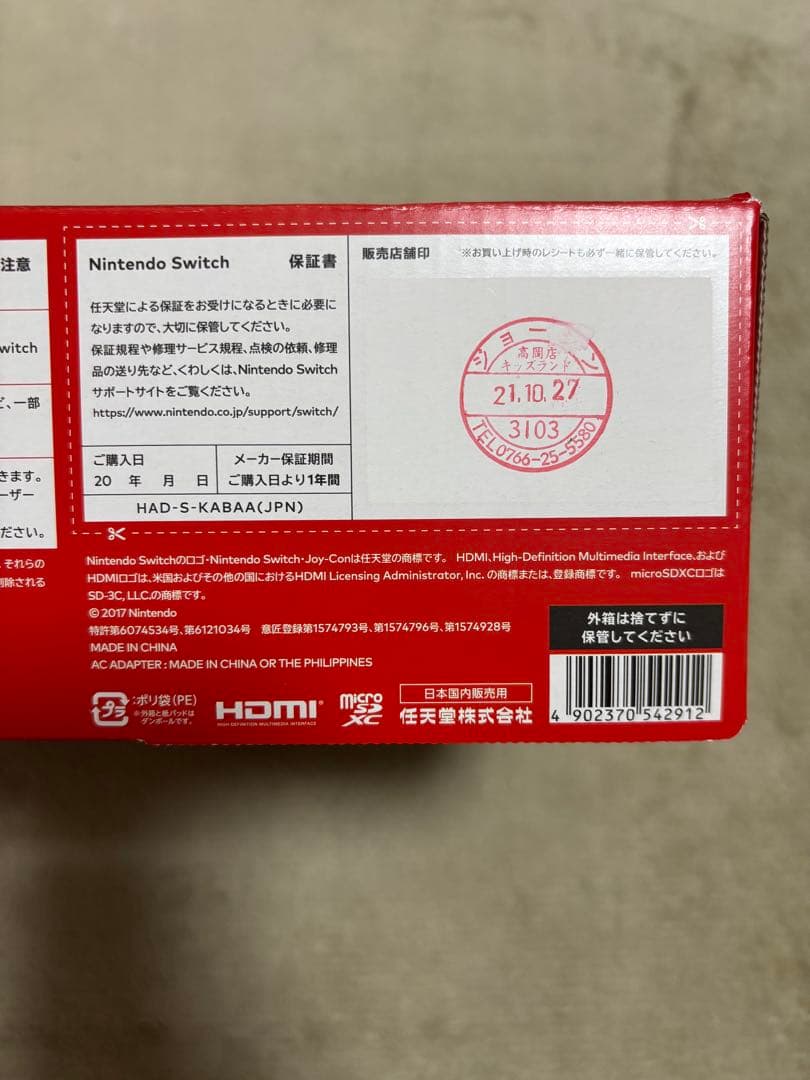 注意
witch
ど、一部
きます。
ーザー
ださい。
それらの
削除される
Nintendo Switch 保証書
任天堂による保証をお受けになるときに必要に
なりますので、大切に保管してください。
保証規程や修理サービス規程、点検の依頼、修理
品の送り先など、くわしくは、Nintendo Switch
サポートサイトをご覧ください。
https://www.nintendo.co.jp/support/switch/
ご購入日
20 年 月 日
メーカー保証期間
ご購入日より1年間
HAD-S-KABAA(JPN)
販売店舗印 ※お買い上げ時のレシートも必ず一緒に保管してください。
ジョー
高岡店
キッズランド
21.10.27
3103
TEL0766-25-5580
Nintendo Switchのロゴ・Nintendo Switch・Joy-Conは任天堂の商標です。 HDMI、High-Definition Multimedia Interface、および
HDMIロゴは、米国およびその他の国におけるHDMI Licensing Administrator, Inc. の商標または、登録商標です。 microSDXCロゴは
SD-3C, LLC.の商標です。
© 2017 Nintendo
特許第6074534号、第6121034号 意匠登録第1574793号、第1574796号、第1574928号
MADE IN CHINA
AC ADAPTER : MADE IN CHINA OR THE PHILIPPINES
プラ
:ポリ袋(PE)
※外箱と紙パッドは
ダンボールです。
HDMI®
HIGH-DEFINITION MULTIMEDIA INTERFACE
micro
SD
XC
日本国内販売用
任天堂株式会社
外箱は捨てずに
保管してください
4 902370 542912